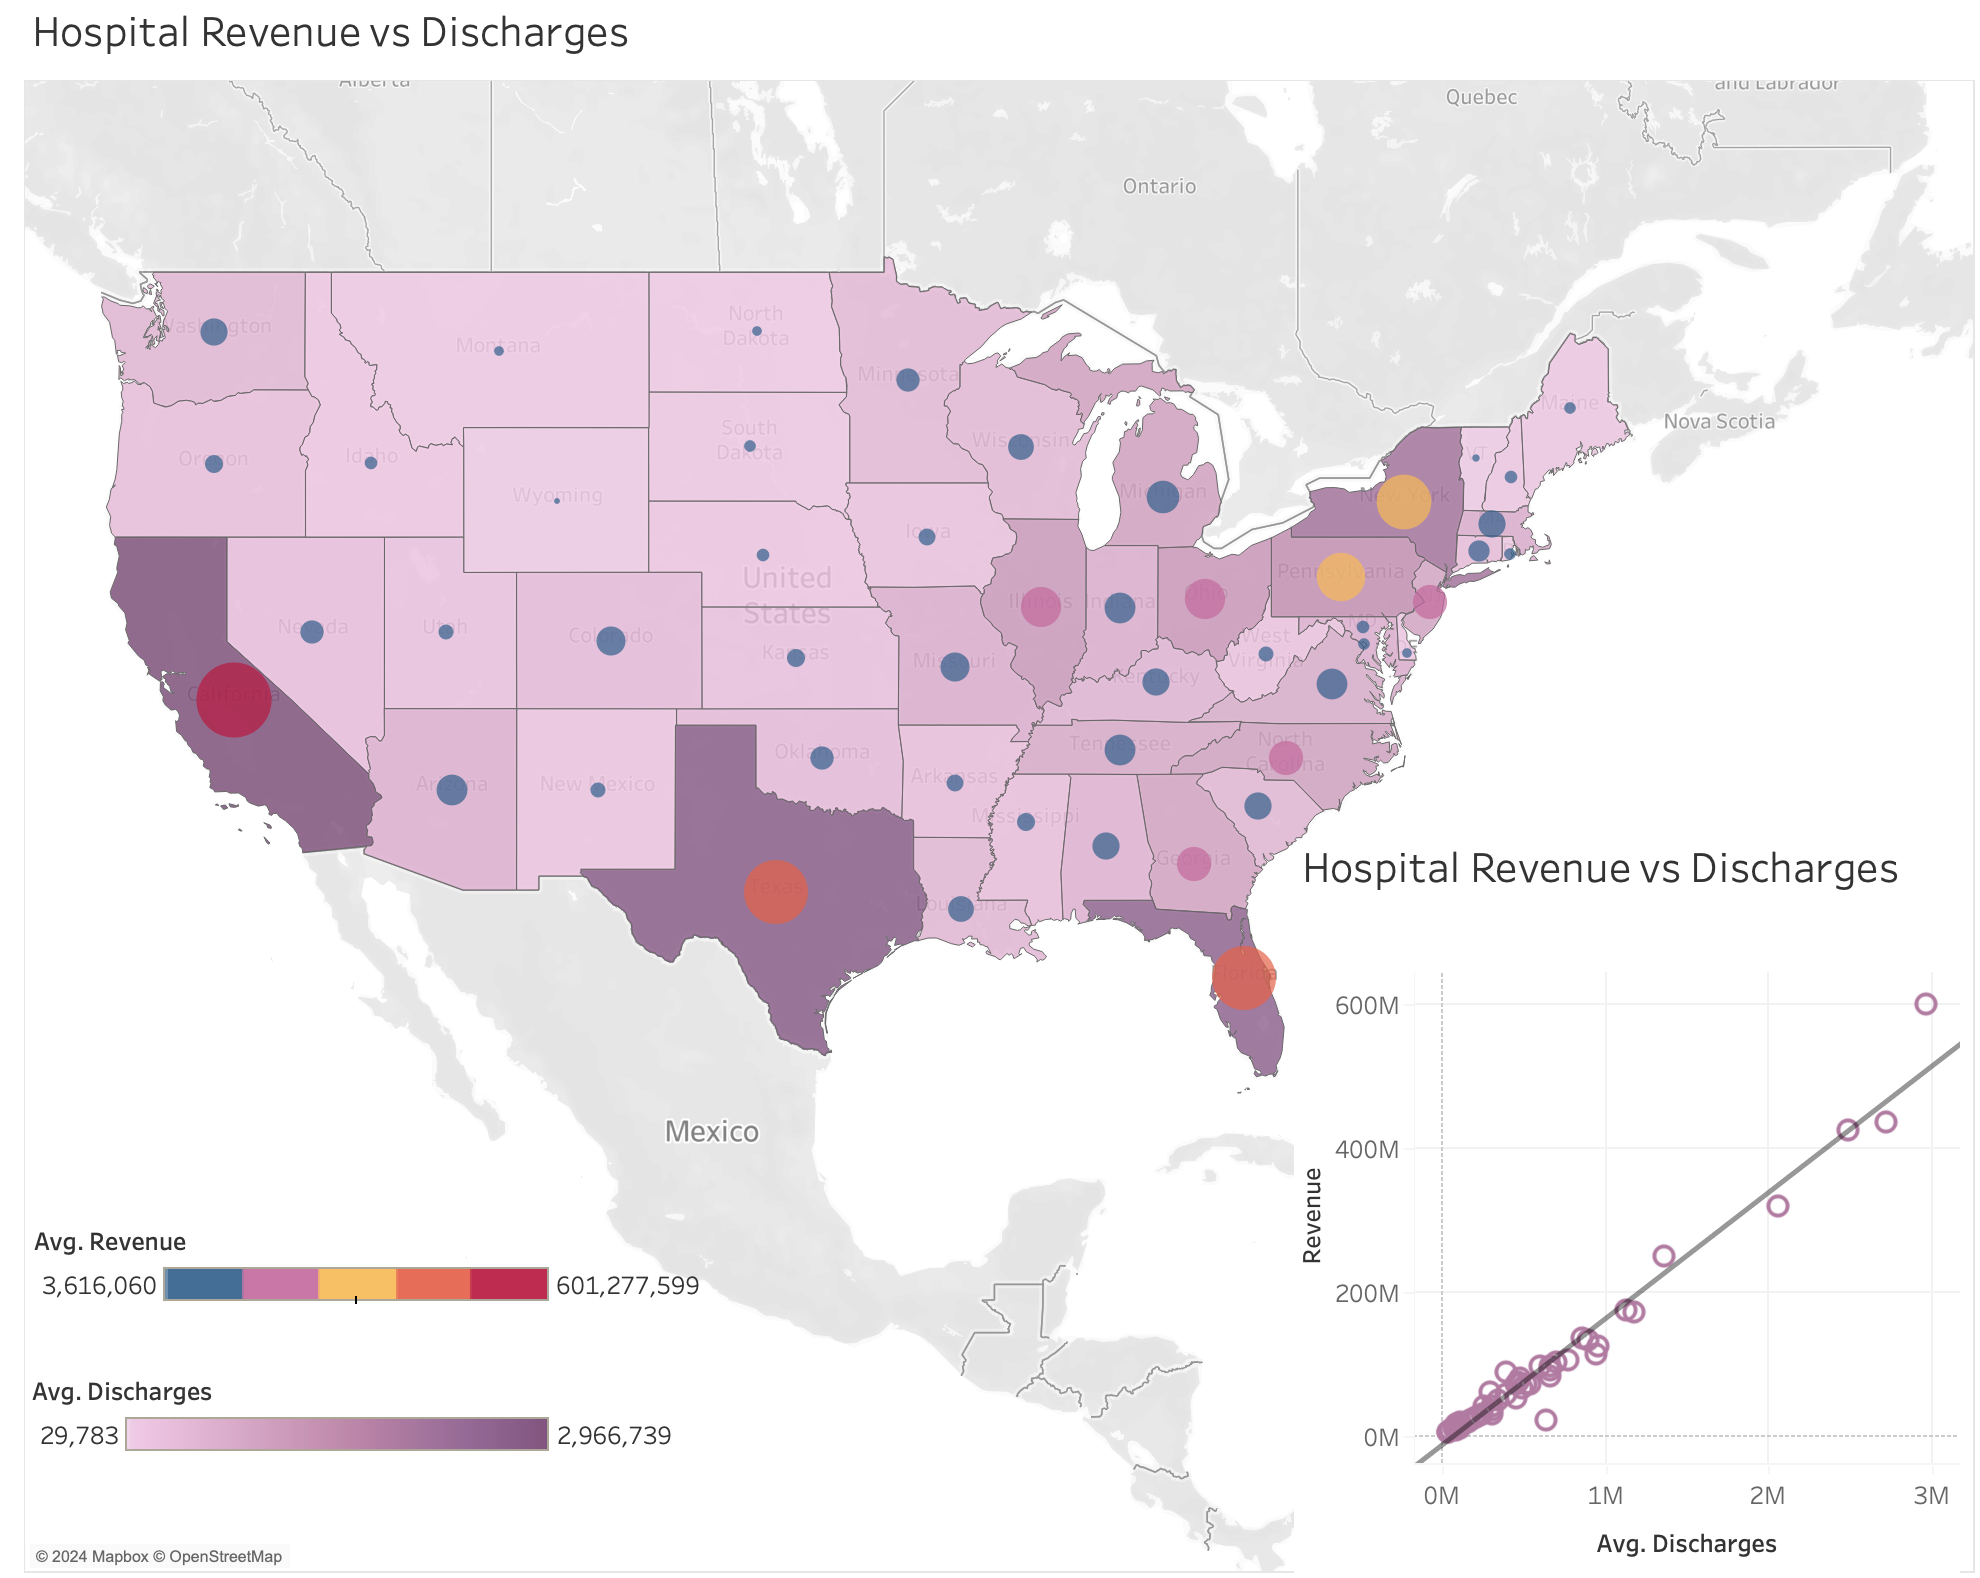 Hospital Revenue vs Discharges
Alberta
Quebec
and Labrador
Ontario
Nova Scotia
Washington
Montana
North
Dakota
Minnesota
Maine
Oregon
Idaho
South
Dakota
Wisconsin
Michigan
New York
VT
Wyoming
Iowa
United
States
Pennsylvania
Illinois
Indiana
Ohio
MD
Nevada
Utah
Colorado
Kansas
Missouri
West
Virginia
Kentucky
California
Tennessee
North
Carolina
Arizona
New Mexico
Oklahoma
Arkansas
Mississippi
Georgia
Texas
Louisiana
Florida
Mexico
Avg. Revenue
3,616,060
601,277,599
Avg. Discharges
29,783
2,966,739
© 2024 Mapbox © OpenStreetMap
Hospital Revenue vs Discharges
600M
400M
200M
0M
Revenue
0M
1M
2M
3M
Avg. Discharges